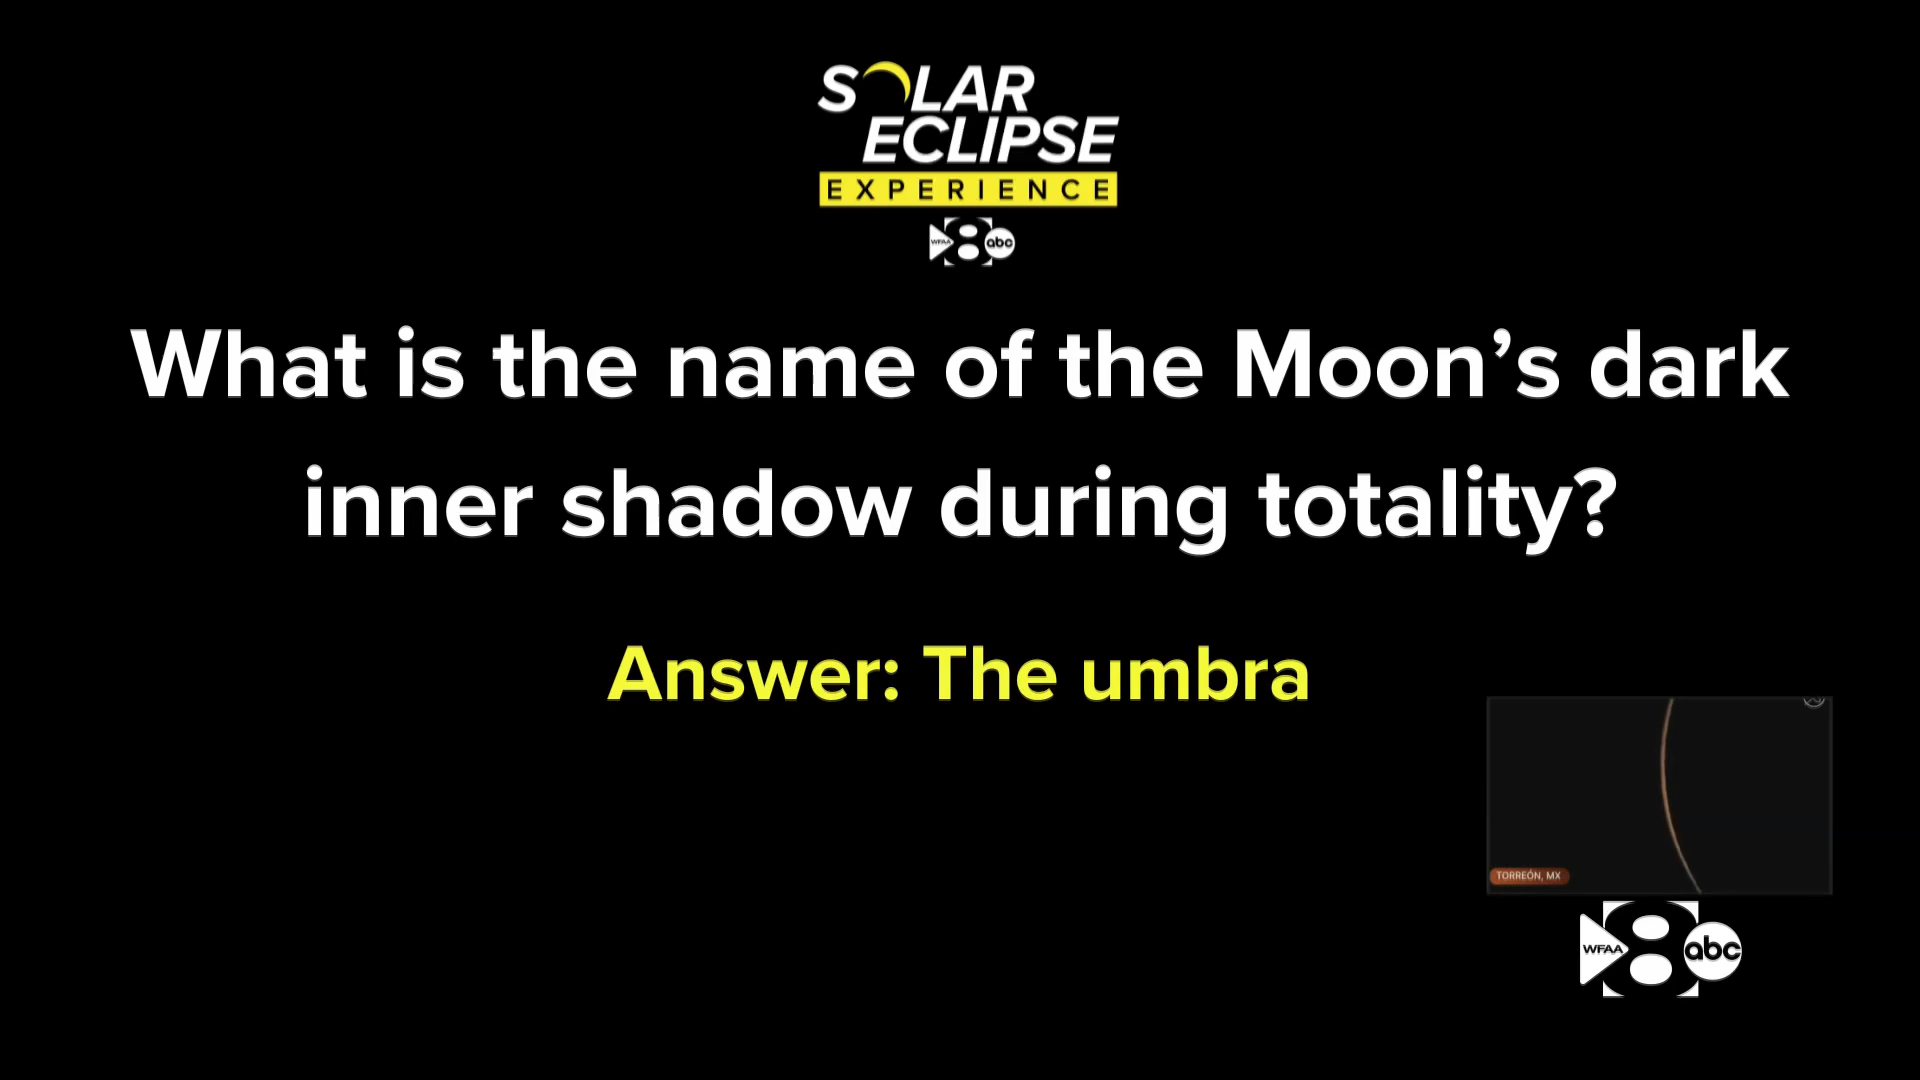 SOLAR
ECLIPSE
EXPERIENCE
WFAA 8 abc
What is the name of the Moon’s dark
inner shadow during totality?
Answer: The umbra
TORREÓN, MX
WFAA 8 abc